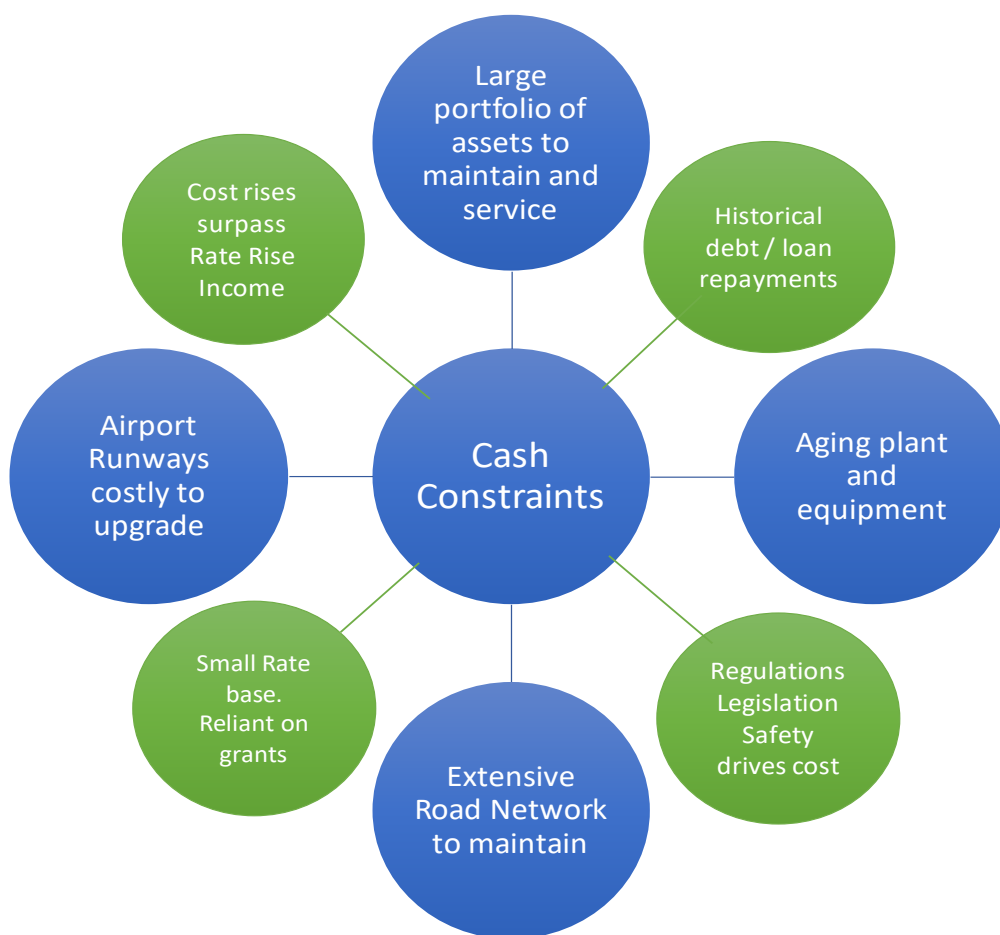 Large
portfolio of
assets to
maintain and
service
Cost rises
surpass
Rate Rise
Income
Historical
debt / loan
repayments
Airport
Runways
costly to
upgrade
Cash
Constraints
Aging plant
and
equipment
Small Rate
base.
Reliant on
grants
Regulations
Legislation
Safety
drives cost
Extensive
Road Network
to maintain